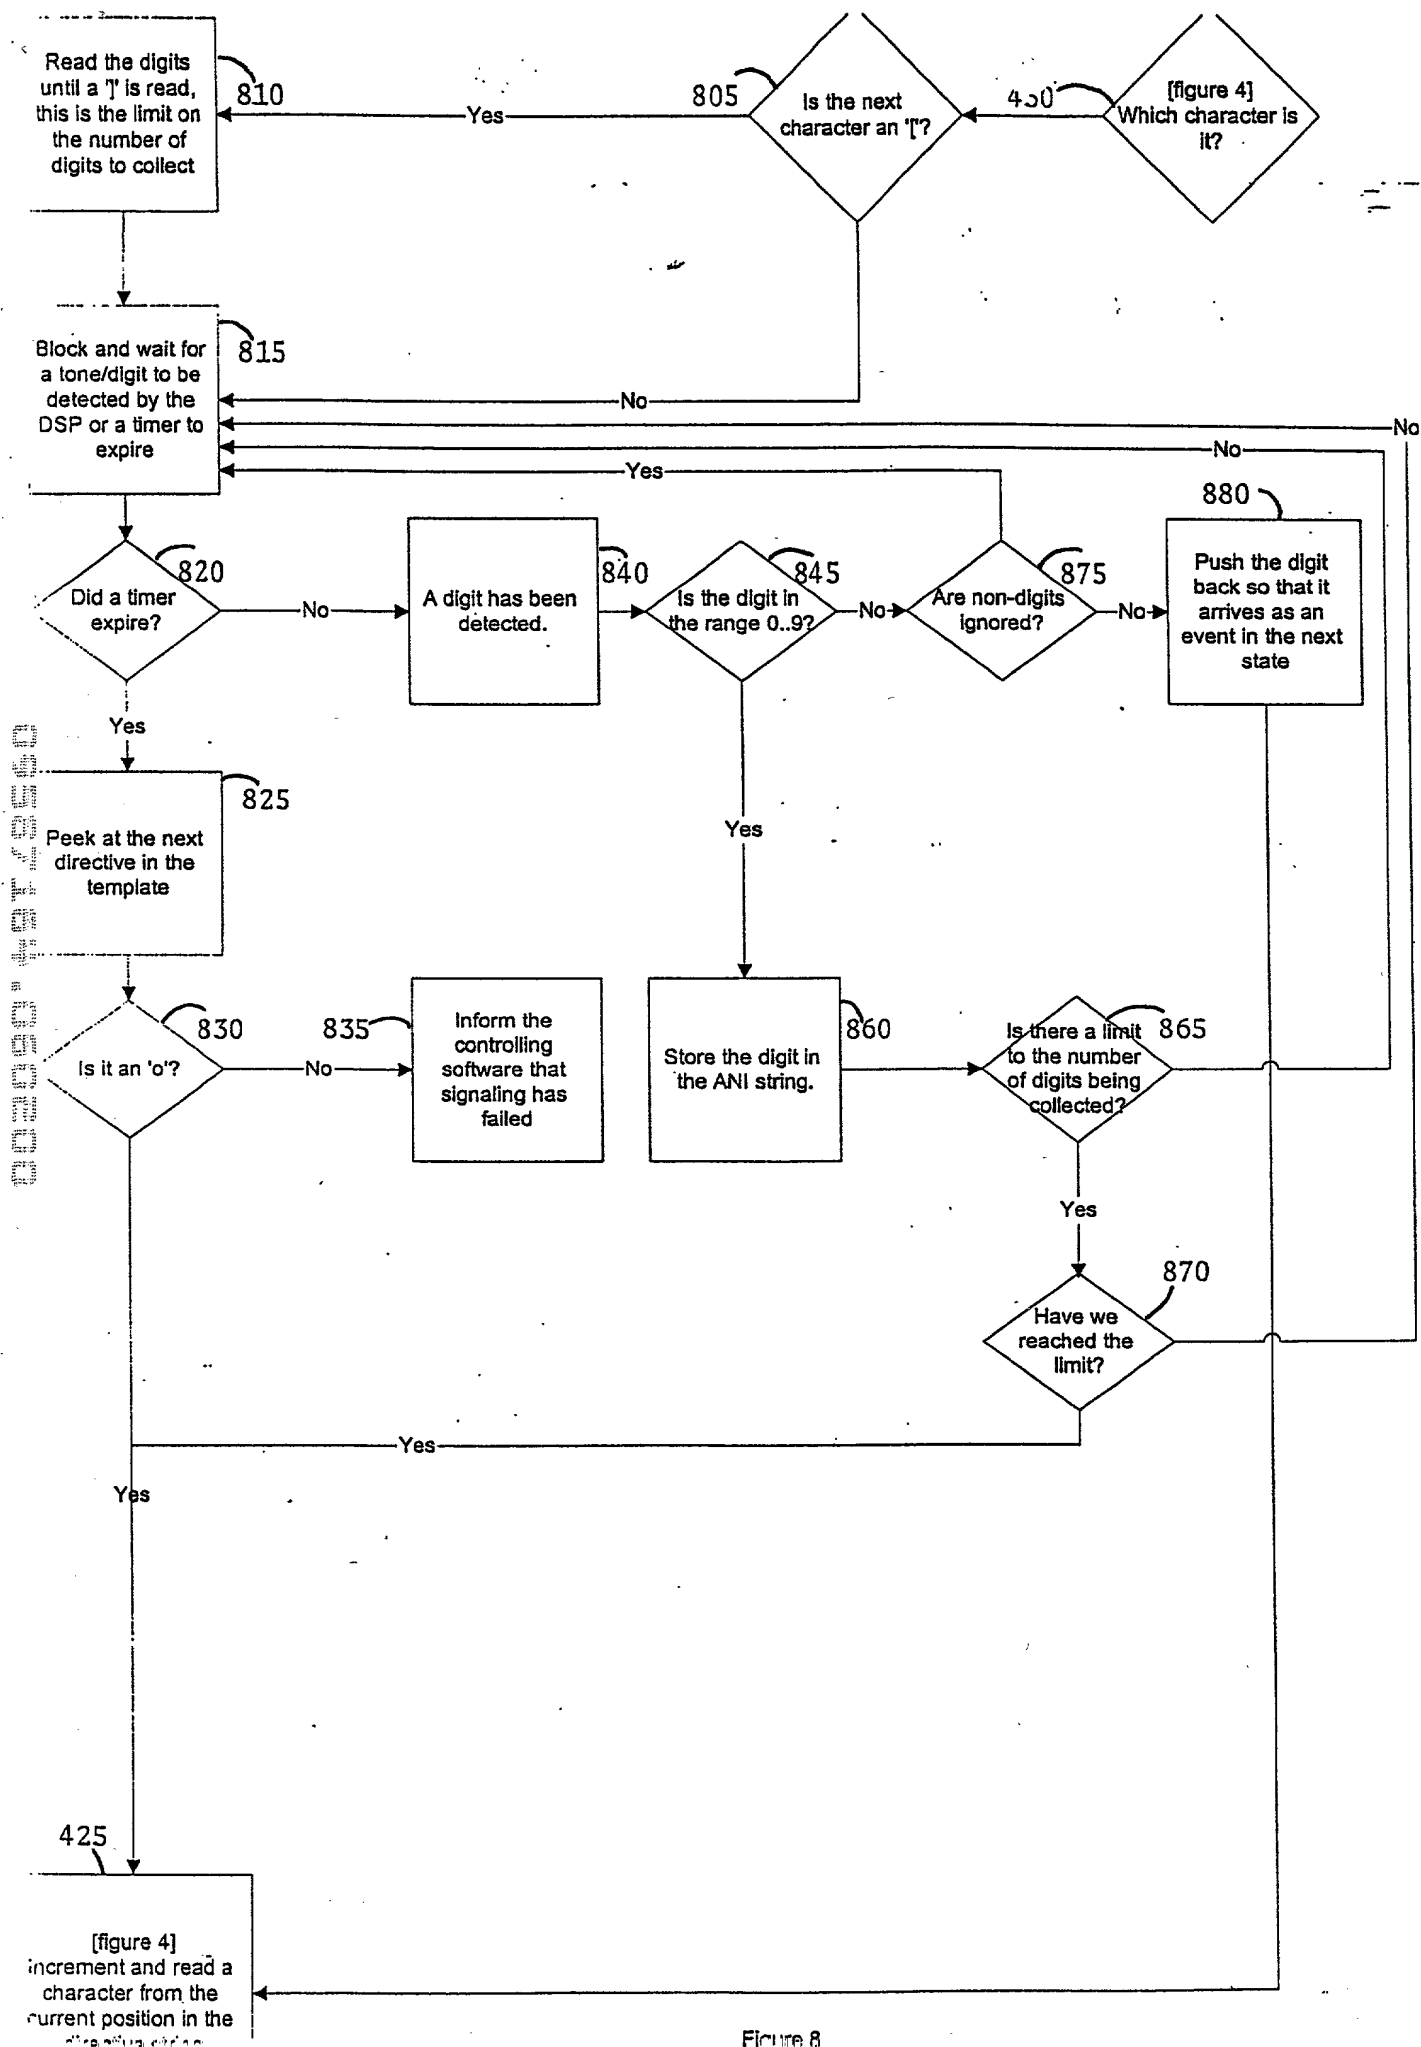 Read the digits
until a ']' is read,
this is the limit on
the number of
digits to collect
810
Yes
805
Is the next
character an '['?
430
[figure 4]
Which character is
it?
Block and wait for
a tone/digit to be
detected by the
DSP or a timer to
expire
815
No
No
No
Yes
880
820
Did a timer
expire?
No
A digit has been
detected.
840
845
Is the digit in
the range 0..9?
No
875
Are non-digits
ignored?
No
Push the digit
back so that it
arrives as an
event in the next
state
Yes
825
Peek at the next
directive in the
template
Yes
830
Is it an 'o'?
No
835
Inform the
controlling
software that
signaling has
failed
Store the digit in
the ANI string.
860
865
Is there a limit
to the number
of digits being
collected?
Yes
870
Have we
reached the
limit?
Yes
Yes
425
[figure 4]
increment and read a
character from the
current position in the
directive string
Figure 8